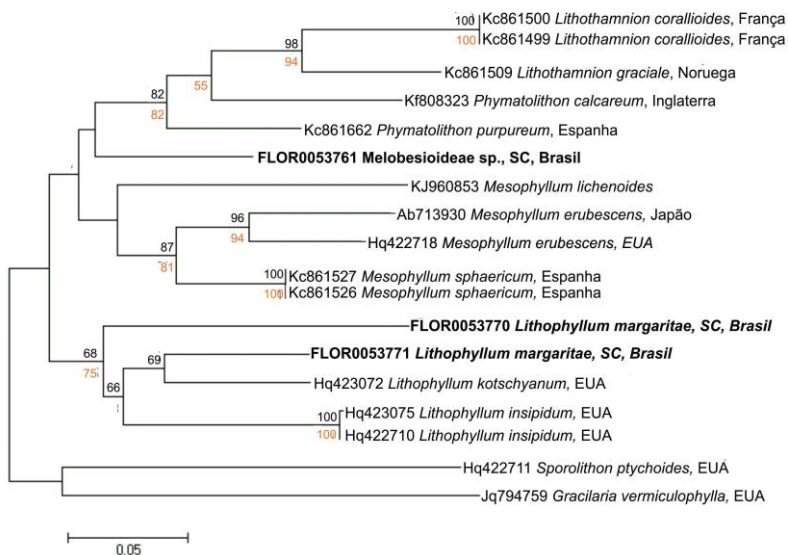 100 Kc861500 Lithothamnion corallioides, França
100 Kc861499 Lithothamnion corallioides, França
98
94
Kc861509 Lithothamnion graciale, Noruega
55
Kf808323 Phymatolithon calcareum, Inglaterra
82
82
Kc861662 Phymatolithon purpureum, Espanha
FLOR0053761 Melobesioideae sp., SC, Brasil
KJ960853 Mesophyllum lichenoides
96 Ab713930 Mesophyllum erubescens, Japão
94
Hq422718 Mesophyllum erubescens, EUA
87
81
100 Kc861527 Mesophyllum sphaericum, Espanha
100 Kc861526 Mesophyllum sphaericum, Espanha
FLOR0053770 Lithophyllum margaritae, SC, Brasil
68
75
69 FLOR0053771 Lithophyllum margaritae, SC, Brasil
66
Hq423072 Lithophyllum kotschyanum, EUA
100 Hq423075 Lithophyllum insipidum, EUA
100 Hq422710 Lithophyllum insipidum, EUA
Hq422711 Sporolithon ptychoides, EUA
Jq794759 Gracilaria vermiculophylla, EUA
0.05